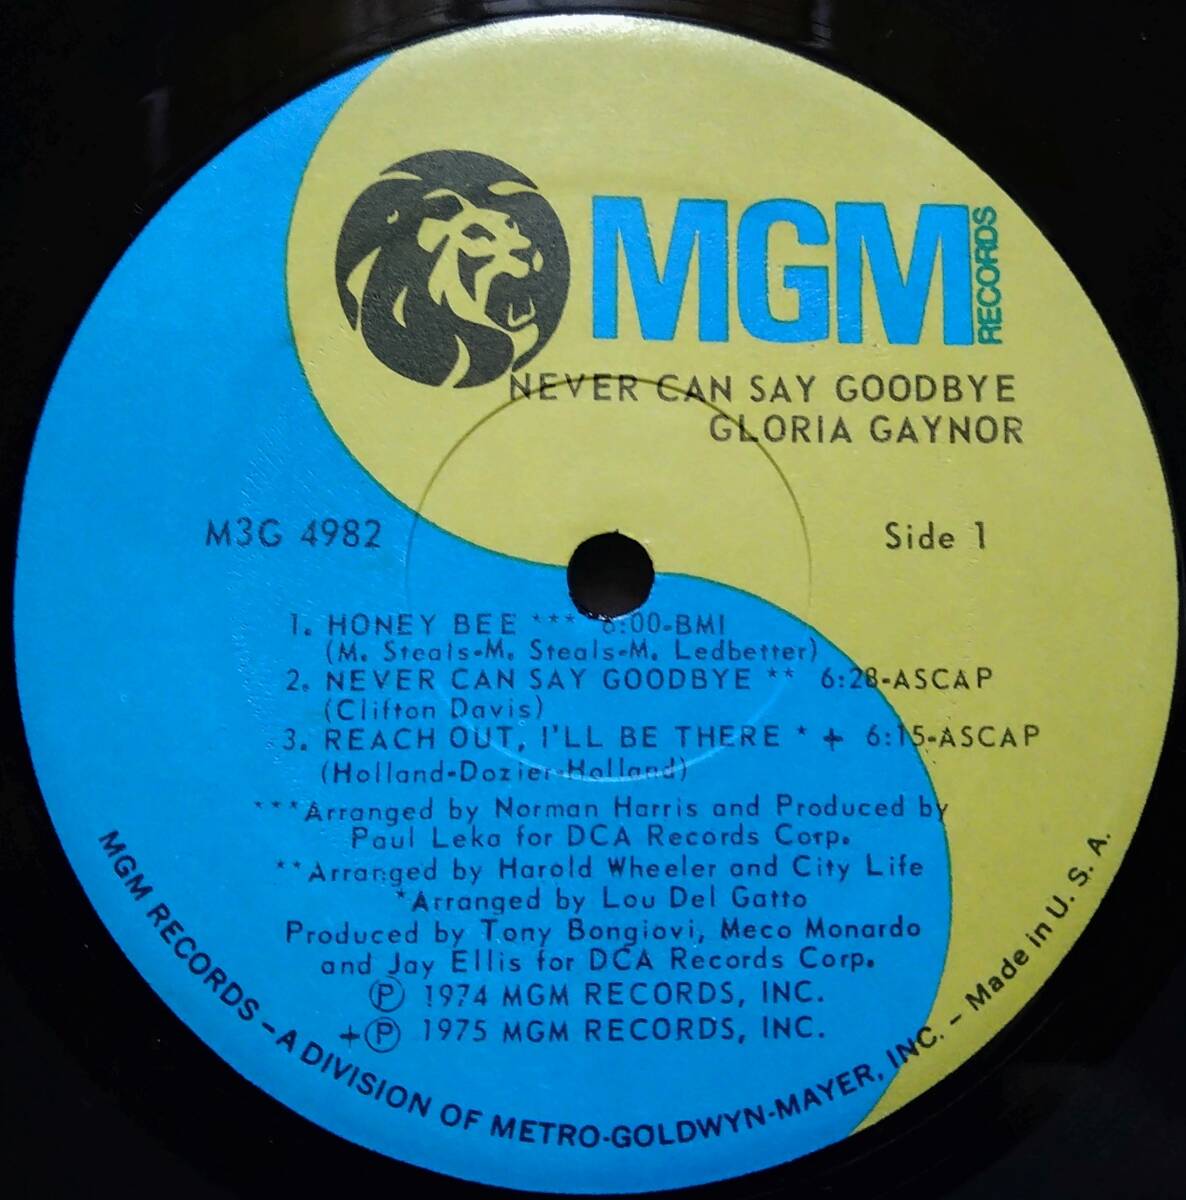 MGM RECORDS
NEVER CAN SAY GOODBYE
GLORIA GAYNOR
M3G 4982
Side 1
1. HONEY BEE *** 6:00-BMI
(M. Steals-M. Steals-M. Ledbetter)
2. NEVER CAN SAY GOODBYE ** 6:28-ASCAP
(Clifton Davis)
3. REACH OUT, I'LL BE THERE * + 6:15-ASCAP
(Holland-Dozier-Holland)
***Arranged by Norman Harris and Produced by
Paul Leka for DCA Records Corp.
**Arranged by Harold Wheeler and City Life
*Arranged by Lou Del Gatto
Produced by Tony Bongiovi, Meco Monardo
and Jay Ellis for DCA Records Corp.
Ⓟ 1974 MGM RECORDS, INC.
+Ⓟ 1975 MGM RECORDS, INC.
MGM RECORDS – A DIVISION OF METRO-GOLDWYN-MAYER, INC. – Made in U. S. A.